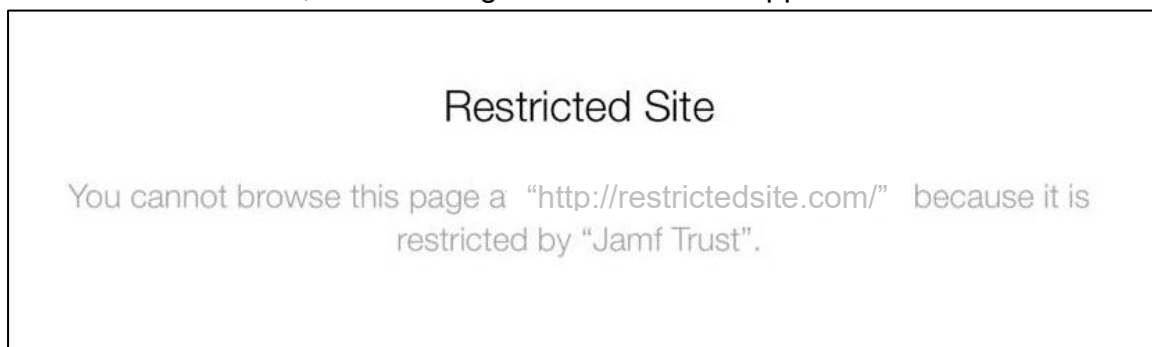 Restricted Site
You cannot browse this page a “http://restrictedsite.com/” because it is
restricted by “Jamf Trust”.